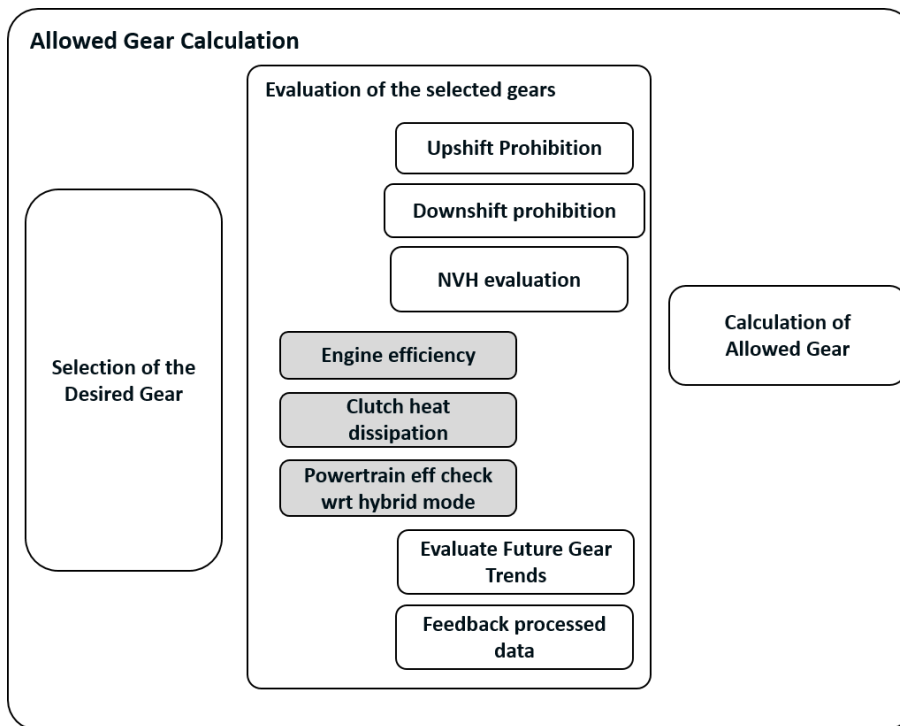 Allowed Gear Calculation
Evaluation of the selected gears
Upshift Prohibition
Downshift prohibition
NVH evaluation
Engine efficiency
Clutch heat
dissipation
Powertrain eff check
wrt hybrid mode
Evaluate Future Gear
Trends
Feedback processed
data
Selection of the
Desired Gear
Calculation of
Allowed Gear